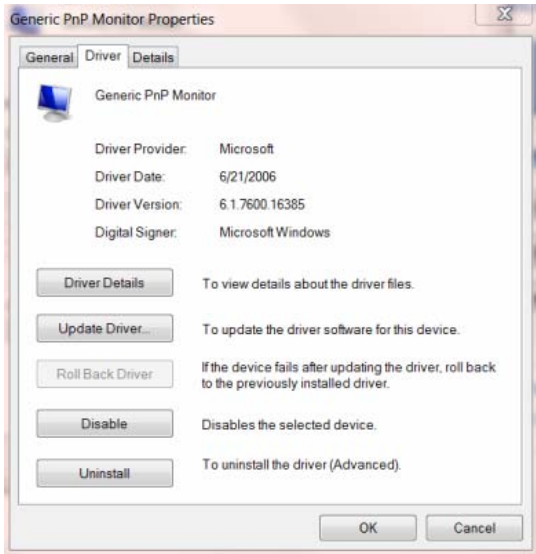 Generic PnP Monitor Properties
General Driver Details
Generic PnP Monitor
Driver Provider: Microsoft
Driver Date: 6/21/2006
Driver Version: 6.1.7600.16385
Digital Signer: Microsoft Windows
Driver Details To view details about the driver files.
Update Driver... To update the driver software for this device.
Roll Back Driver If the device fails after updating the driver, roll back
to the previously installed driver.
Disable Disables the selected device.
Uninstall To uninstall the driver (Advanced).
OK Cancel